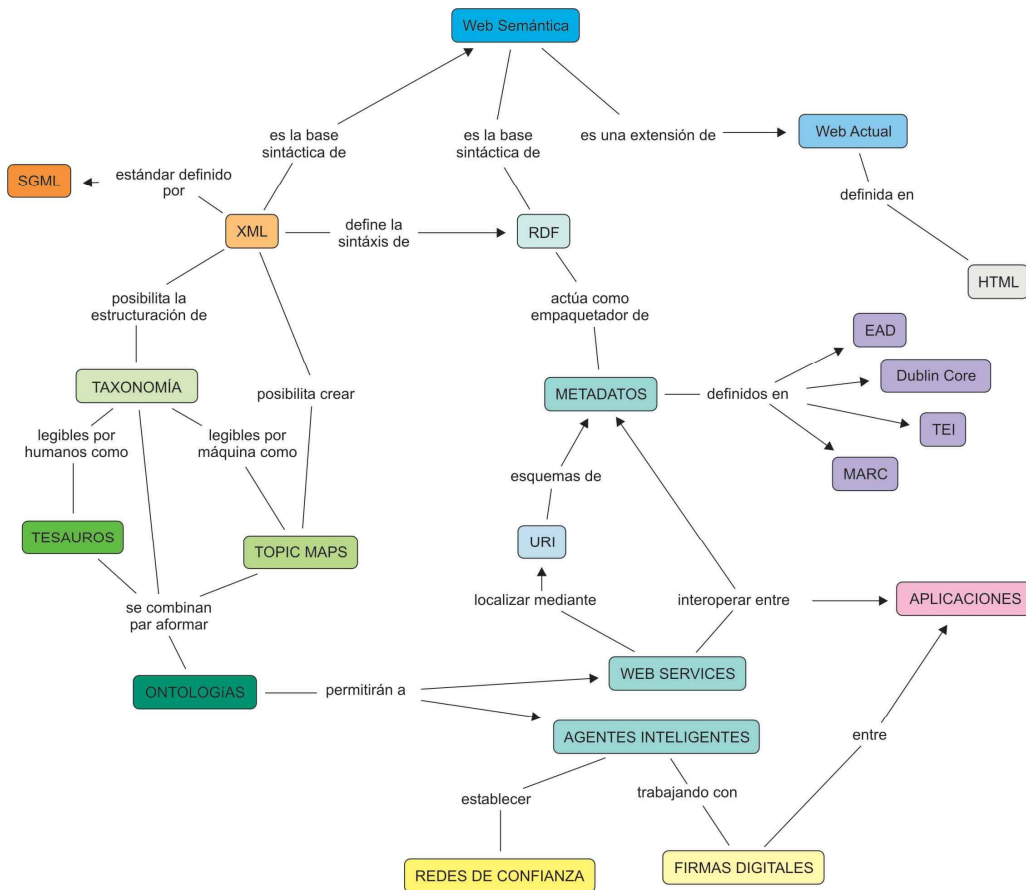 Web Semántica
es la base
sintáctica de
es la base
sintáctica de
es una extensión de
Web Actual
SGML
estándar definido
por
definida en
XML
define la
sintáxis de
RDF
HTML
posibilita la
estructuración de
actúa como
empaquetador de
EAD
TAXONOMÍA
posibilita crear
METADATOS
definidos en
Dublin Core
legibles por
humanos como
legibles por
máquina como
TEI
MARC
esquemas de
TESAUROS
TOPIC MAPS
URI
se combinan
par aformar
localizar mediante
interoperar entre
APLICACIONES
ONTOLOGíAS
permitirán a
WEB SERVICES
AGENTES INTELIGENTES
entre
establecer
trabajando con
REDES DE CONFIANZA
FIRMAS DIGITALES